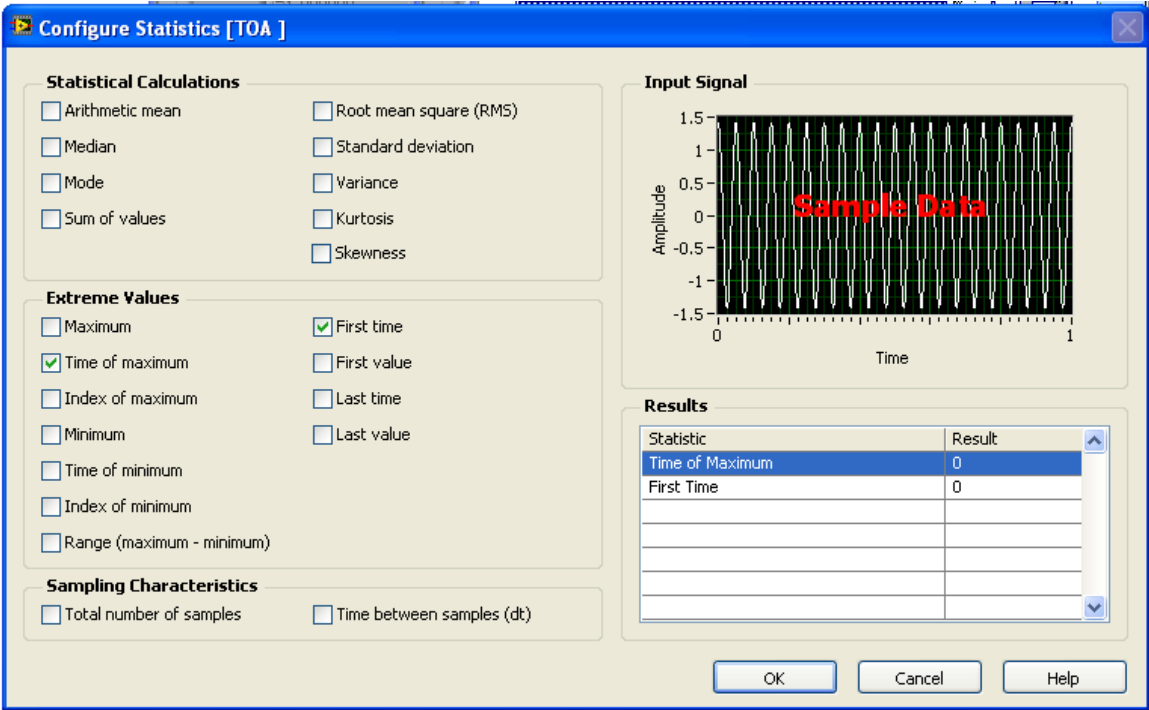 Configure Statistics [TOA ]
Statistical Calculations
Arithmetic mean
Root mean square (RMS)
Median
Standard deviation
Mode
Variance
Sum of values
Kurtosis
Skewness
Extreme Values
Maximum
First time
Time of maximum
First value
Index of maximum
Last time
Minimum
Last value
Time of minimum
Index of minimum
Range (maximum - minimum)
Sampling Characteristics
Total number of samples
Time between samples (dt)
Input Signal
1.5
1
0.5
0
-0.5
-1
-1.5
Amplitude
Sample Data
0
1
Time
Results
Statistic Result
Time of Maximum 0
First Time 0
OK
Cancel
Help